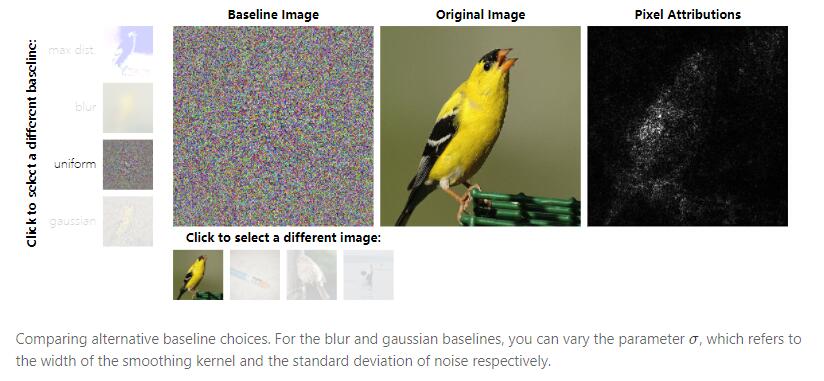 Baseline Image
Original Image
Pixel Attributions
Click to select a different baseline:
max dist.
blur
uniform
gaussian
Click to select a different image:
Comparing alternative baseline choices. For the blur and gaussian baselines, you can vary the parameter σ, which refers to
the width of the smoothing kernel and the standard deviation of noise respectively.